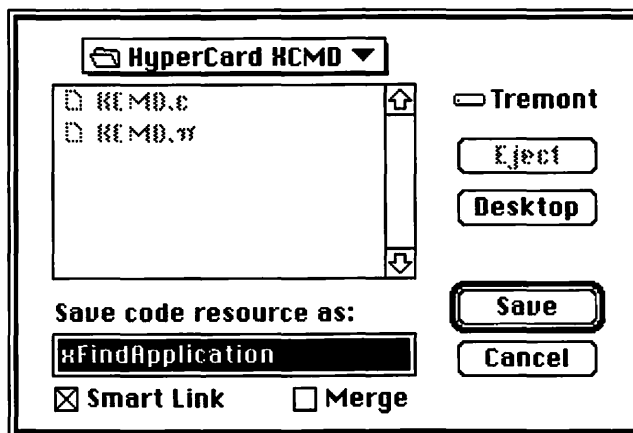 HyperCard XCMD
XCMD.c
XCMD.π
Tremont
Eject
Desktop
Save code resource as:
xFindApplication
Save
Cancel
Smart Link
Merge